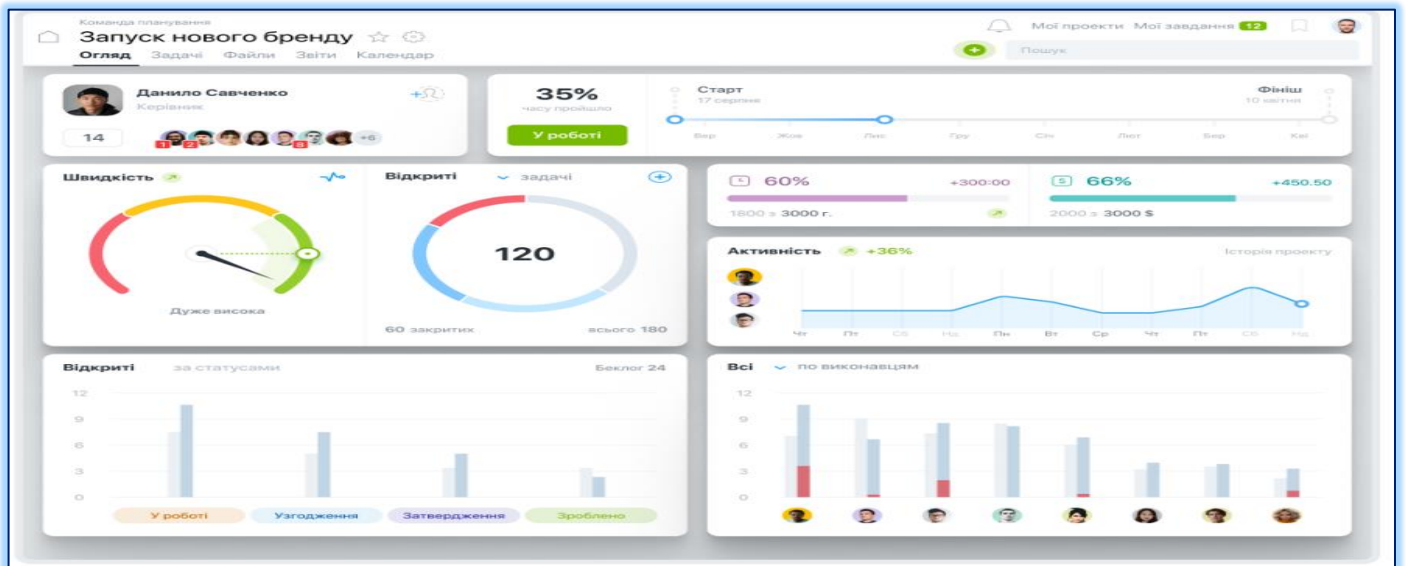 Команда планування
Запуск нового бренду
Огляд Задачі Файли Звіти Календар
Мої проекти Мої завдання 12
Пошук
Данило Савченко
Керівник
14
1 2 8 +6
35%
часу пройшло
У роботі
Старт
17 серпня
Фініш
10 квітня
Вер Жов Лис Гру Січ Лют Бер Кві
Швидкість
Дуже висока
Відкриті задачі
120
60 закритих всього 180
60% +300:00
1800 з 3000 г.
S 66% +450.50
2000 з 3000 $
Активність +36% Історія проекту
Чт Пт Сб Нд Пн Вт Ср Чт Пт Сб Нд
Відкриті за статусами Беклог 24
12
9
6
3
0
У роботі Узгодження Затвердження Зроблено
Всі по виконавцям
12
9
6
3
0